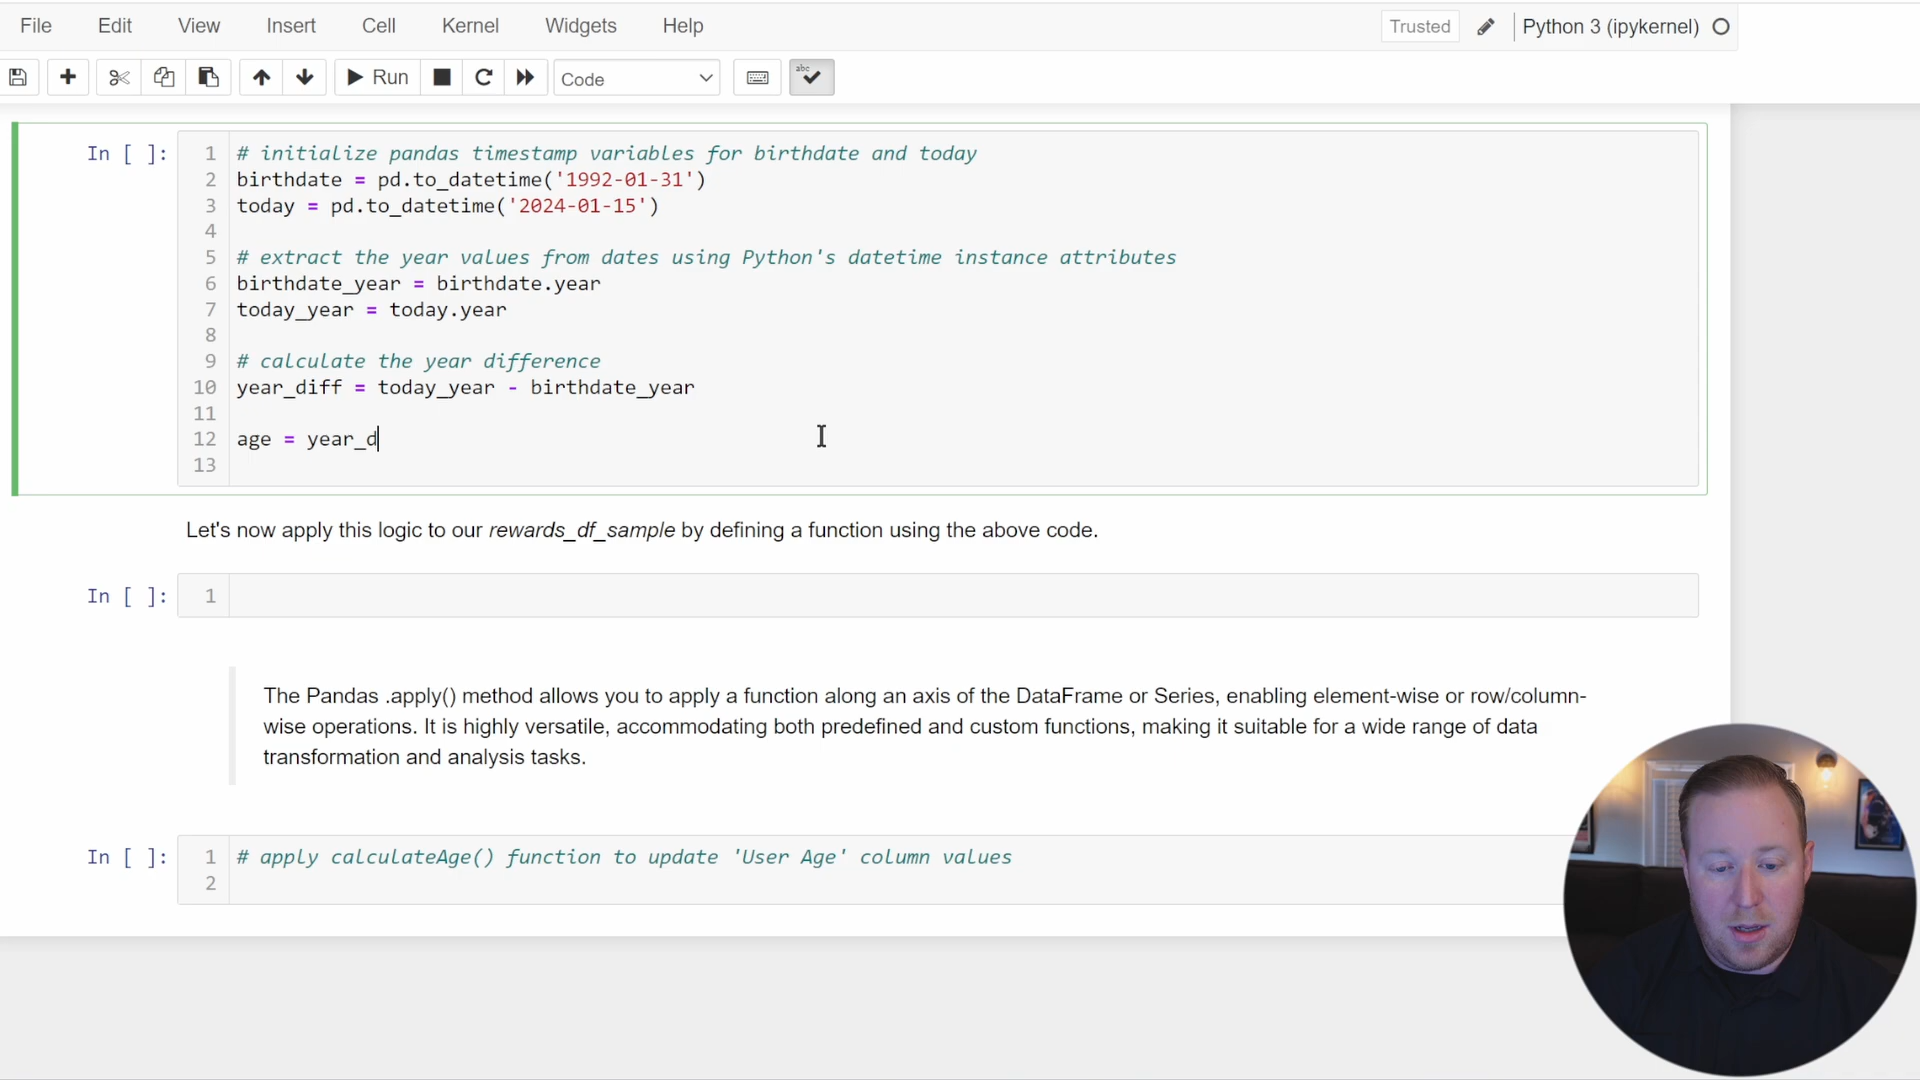 File Edit View Insert Cell Kernel Widgets Help Trusted Python 3 (ipykernel)
Run Code abc
In [ ]: 1 # initialize pandas timestamp variables for birthdate and today
2 birthdate = pd.to_datetime('1992-01-31')
3 today = pd.to_datetime('2024-01-15')
4
5 # extract the year values from dates using Python's datetime instance attributes
6 birthdate_year = birthdate.year
7 today_year = today.year
8
9 # calculate the year difference
10 year_diff = today_year - birthdate_year
11
12 age = year_d
13
Let's now apply this logic to our rewards_df_sample by defining a function using the above code.
In [ ]: 1
The Pandas .apply() method allows you to apply a function along an axis of the DataFrame or Series, enabling element-wise or row/column-
wise operations. It is highly versatile, accommodating both predefined and custom functions, making it suitable for a wide range of data
transformation and analysis tasks.
In [ ]: 1 # apply calculateAge() function to update 'User Age' column values
2